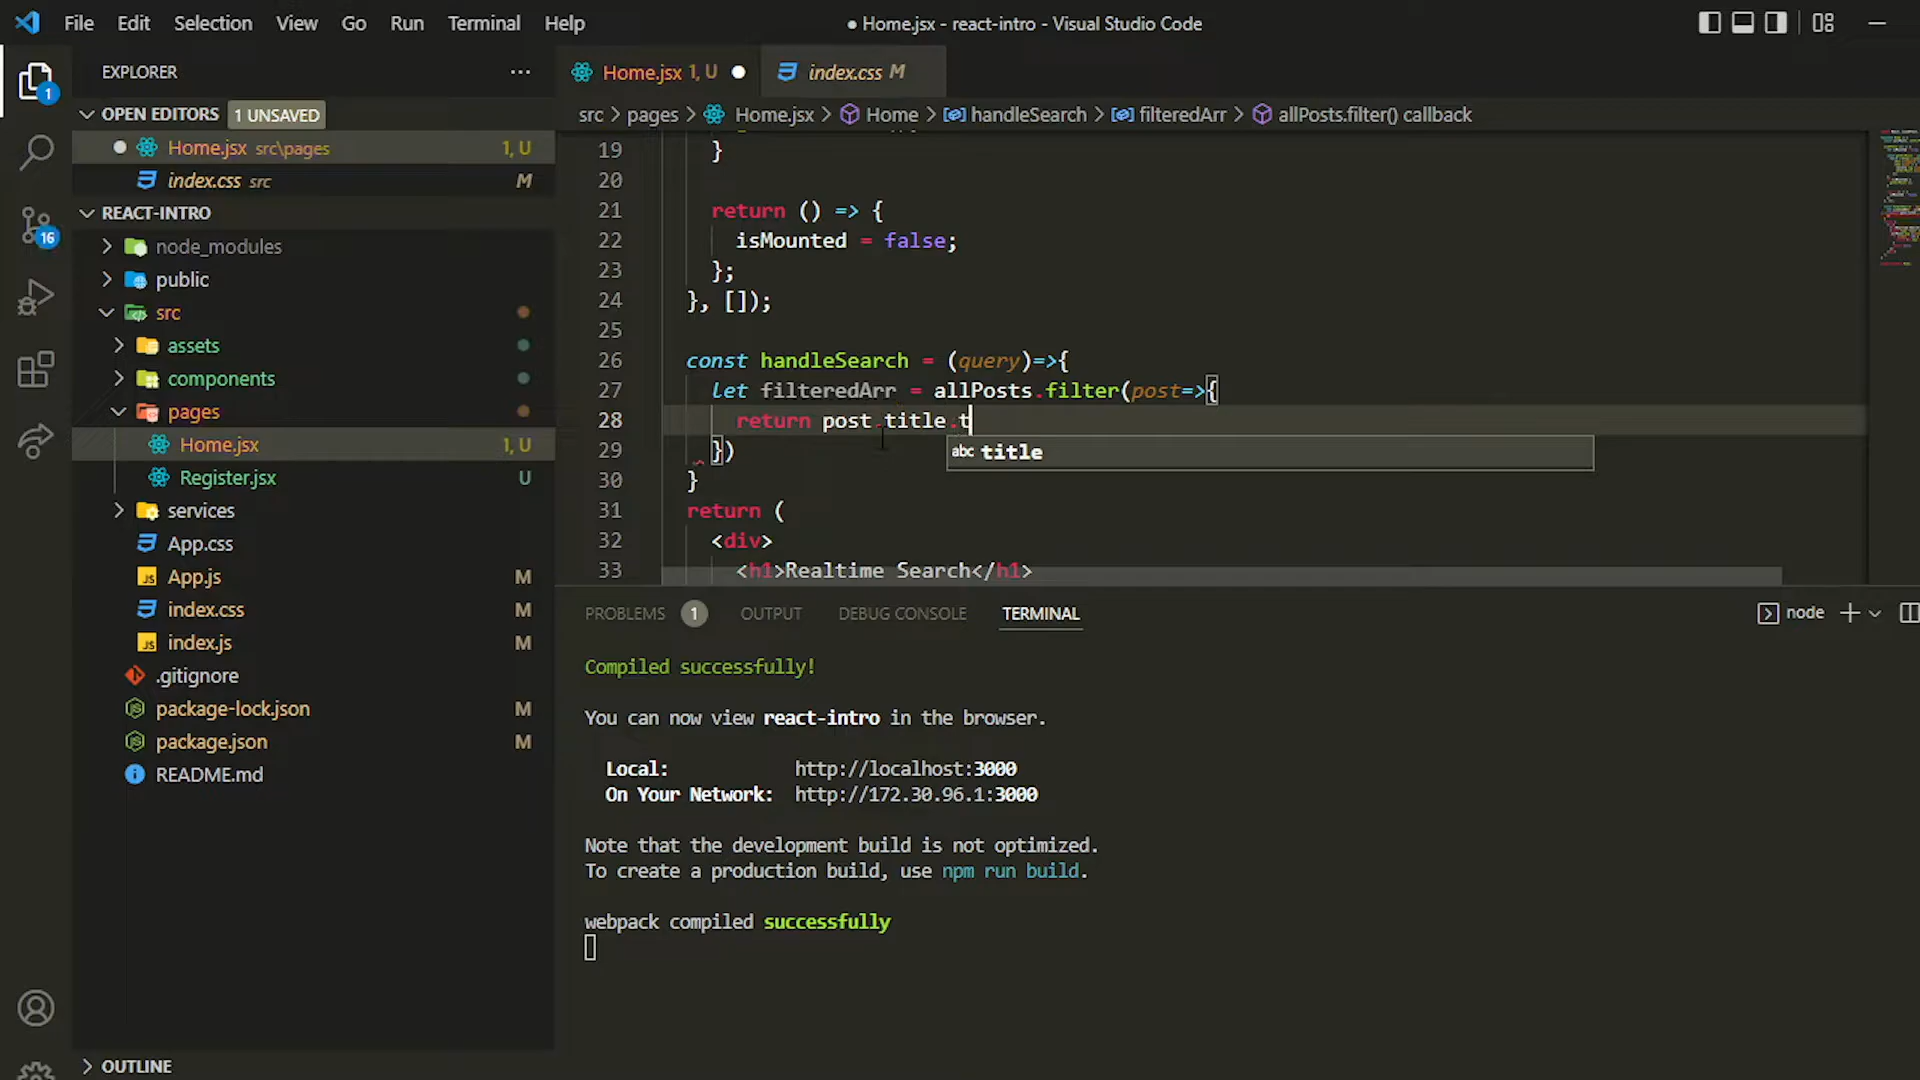 File Edit Selection View Go Run Terminal Help
● Home.jsx - react-intro - Visual Studio Code
EXPLORER
OPEN EDITORS 1 UNSAVED
Home.jsx src\pages 1, U
index.css src M
REACT-INTRO
node_modules
public
src
assets
components
pages
Home.jsx 1, U
Register.jsx U
services
App.css
App.js M
index.css M
index.js M
.gitignore
package-lock.json M
package.json M
README.md
OUTLINE
1
16
Home.jsx 1, U
index.css M
src > pages > Home.jsx > Home > handleSearch > filteredArr > allPosts.filter() callback
19 }
20
21 return () => {
22 isMounted = false;
23 };
24 }, []);
25
26 const handleSearch = (query)=>{
27 let filteredArr = allPosts.filter(post=>{
28 return post.title.t
abc title
29 })
30 }
31 return (
32 <div>
33 <h1>Realtime Search</h1>
PROBLEMS 1 OUTPUT DEBUG CONSOLE TERMINAL
node
Compiled successfully!
You can now view react-intro in the browser.
Local: http://localhost:3000
On Your Network: http://172.30.96.1:3000
Note that the development build is not optimized.
To create a production build, use npm run build.
webpack compiled successfully